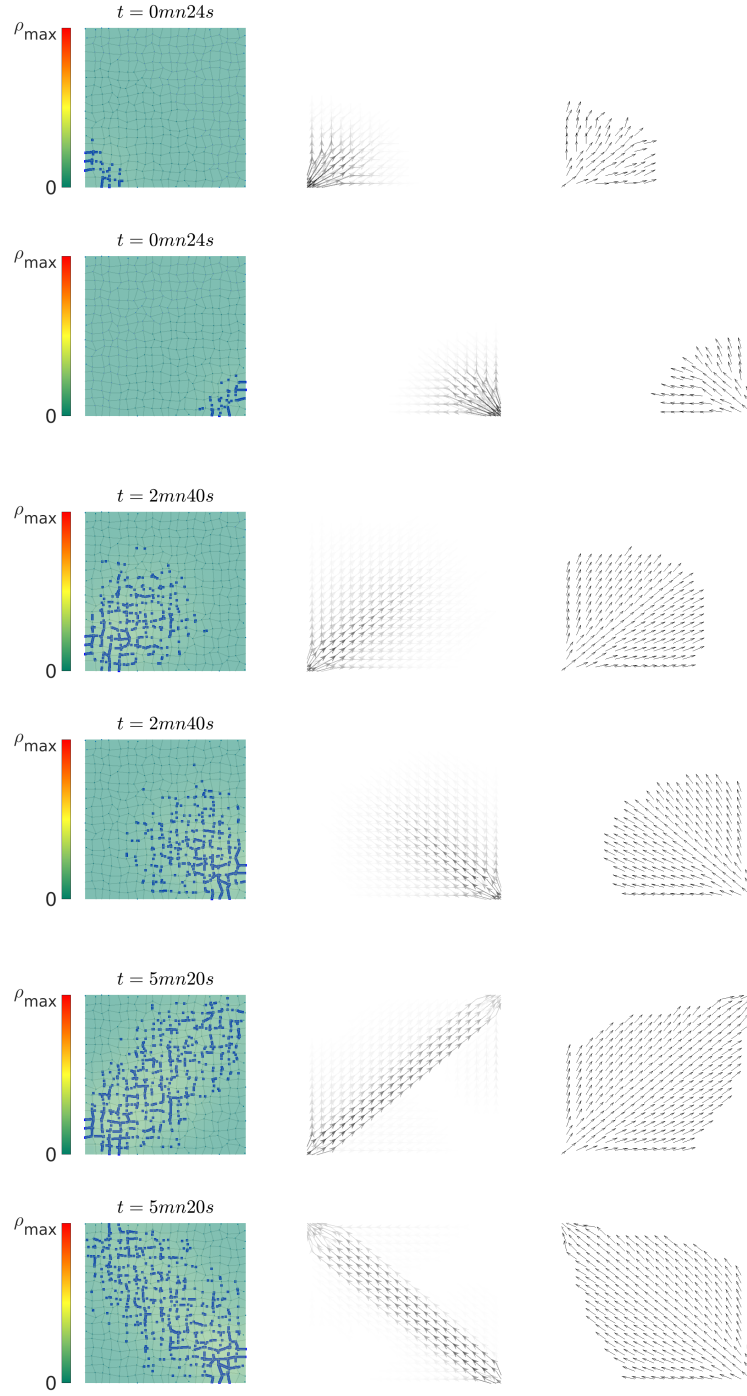 t = 0mn24s
ρmax
0
t = 0mn24s
ρmax
0
t = 2mn40s
ρmax
0
t = 2mn40s
ρmax
0
t = 5mn20s
ρmax
0
t = 5mn20s
ρmax
0